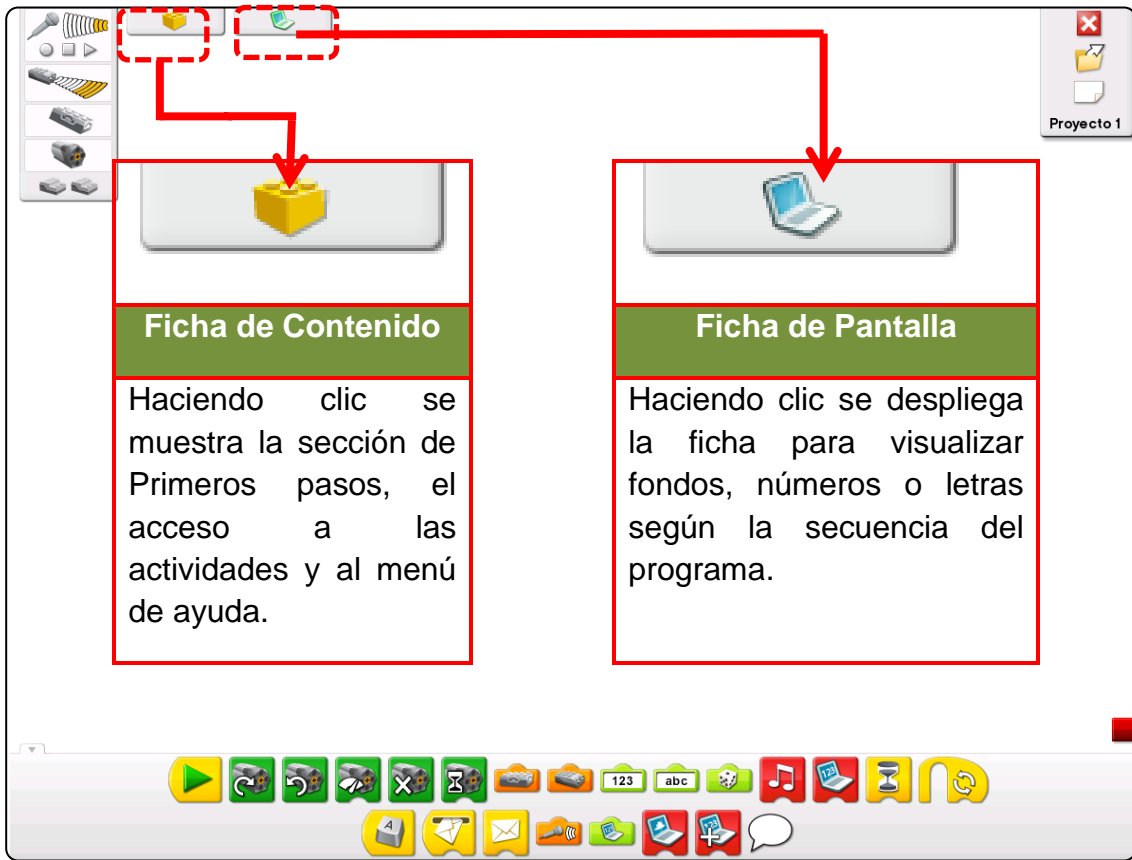 Proyecto 1
Ficha de Contenido
Haciendo clic se
muestra la sección de
Primeros pasos, el
acceso a las
actividades y al menú
de ayuda.
Ficha de Pantalla
Haciendo clic se despliega
la ficha para visualizar
fondos, números o letras
según la secuencia del
programa.
123
abc
123
A
123